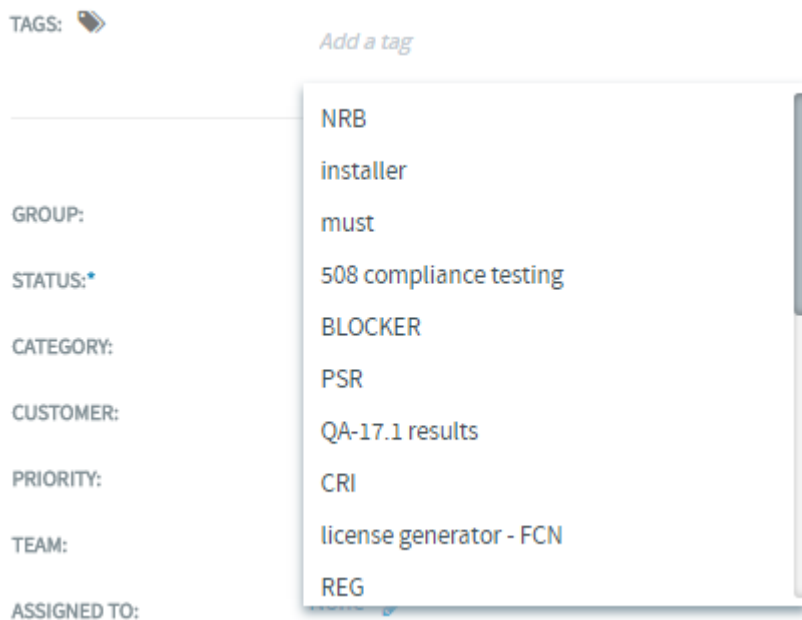 TAGS:
Add a tag
NRB
installer
GROUP:
must
STATUS:*
508 compliance testing
BLOCKER
CATEGORY:
PSR
CUSTOMER:
QA-17.1 results
PRIORITY:
CRI
TEAM:
license generator - FCN
REG
ASSIGNED TO:
None